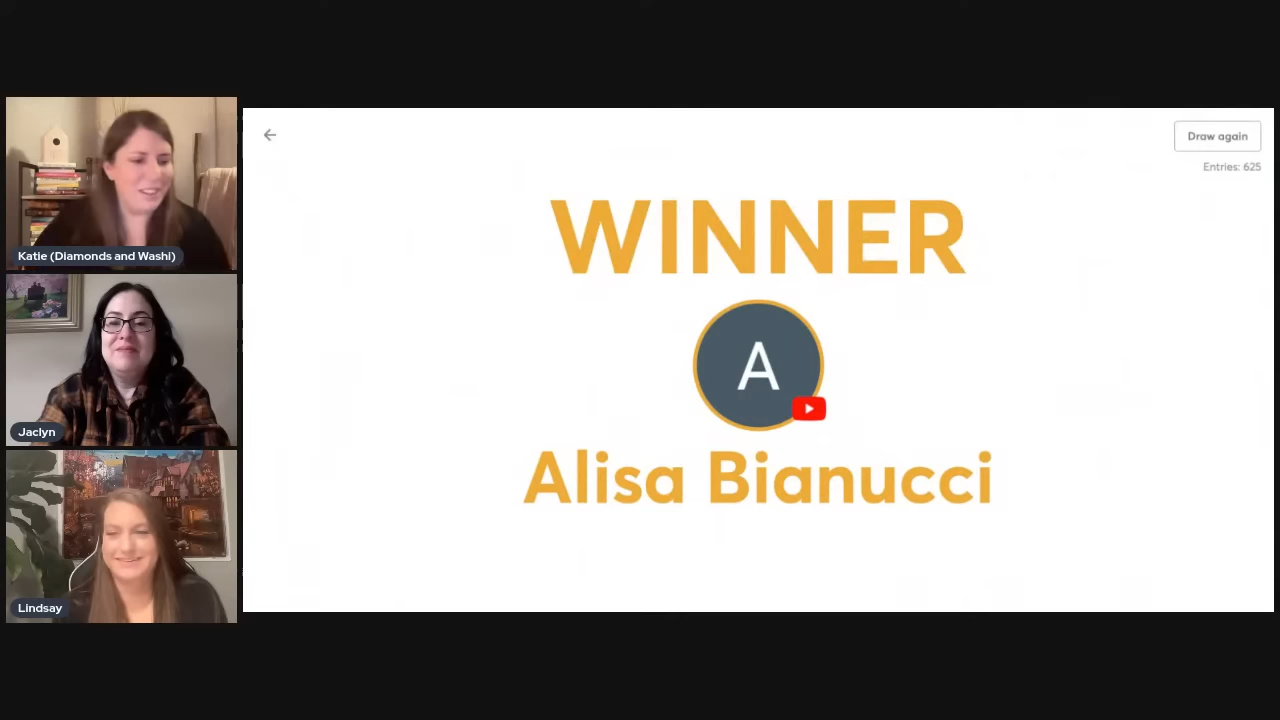 Katie (Diamonds and Washi)
Jaclyn
Lindsay
Draw again
Entries: 625
WINNER
A
Alisa Bianucci